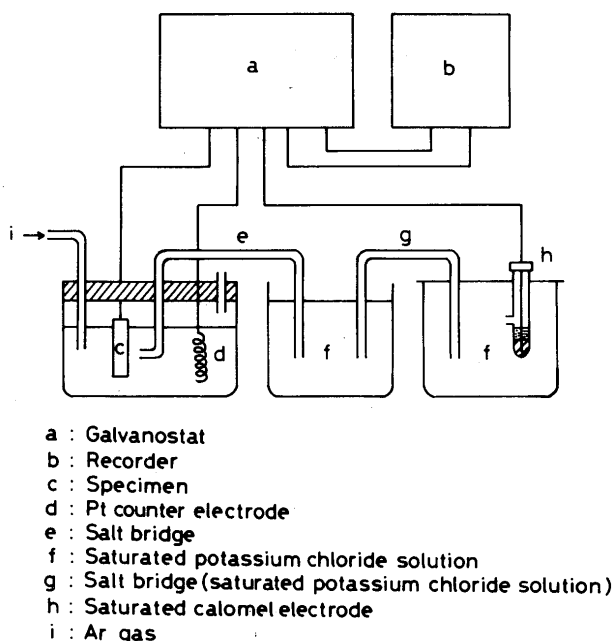 a
b
i
e
g
h
c
d
f
f
a : Galvanostat
b : Recorder
c : Specimen
d : Pt counter electrode
e : Salt bridge
f : Saturated potassium chloride solution
g : Salt bridge (saturated potassium chloride solution)
h : Saturated calomel electrode
i : Ar gas